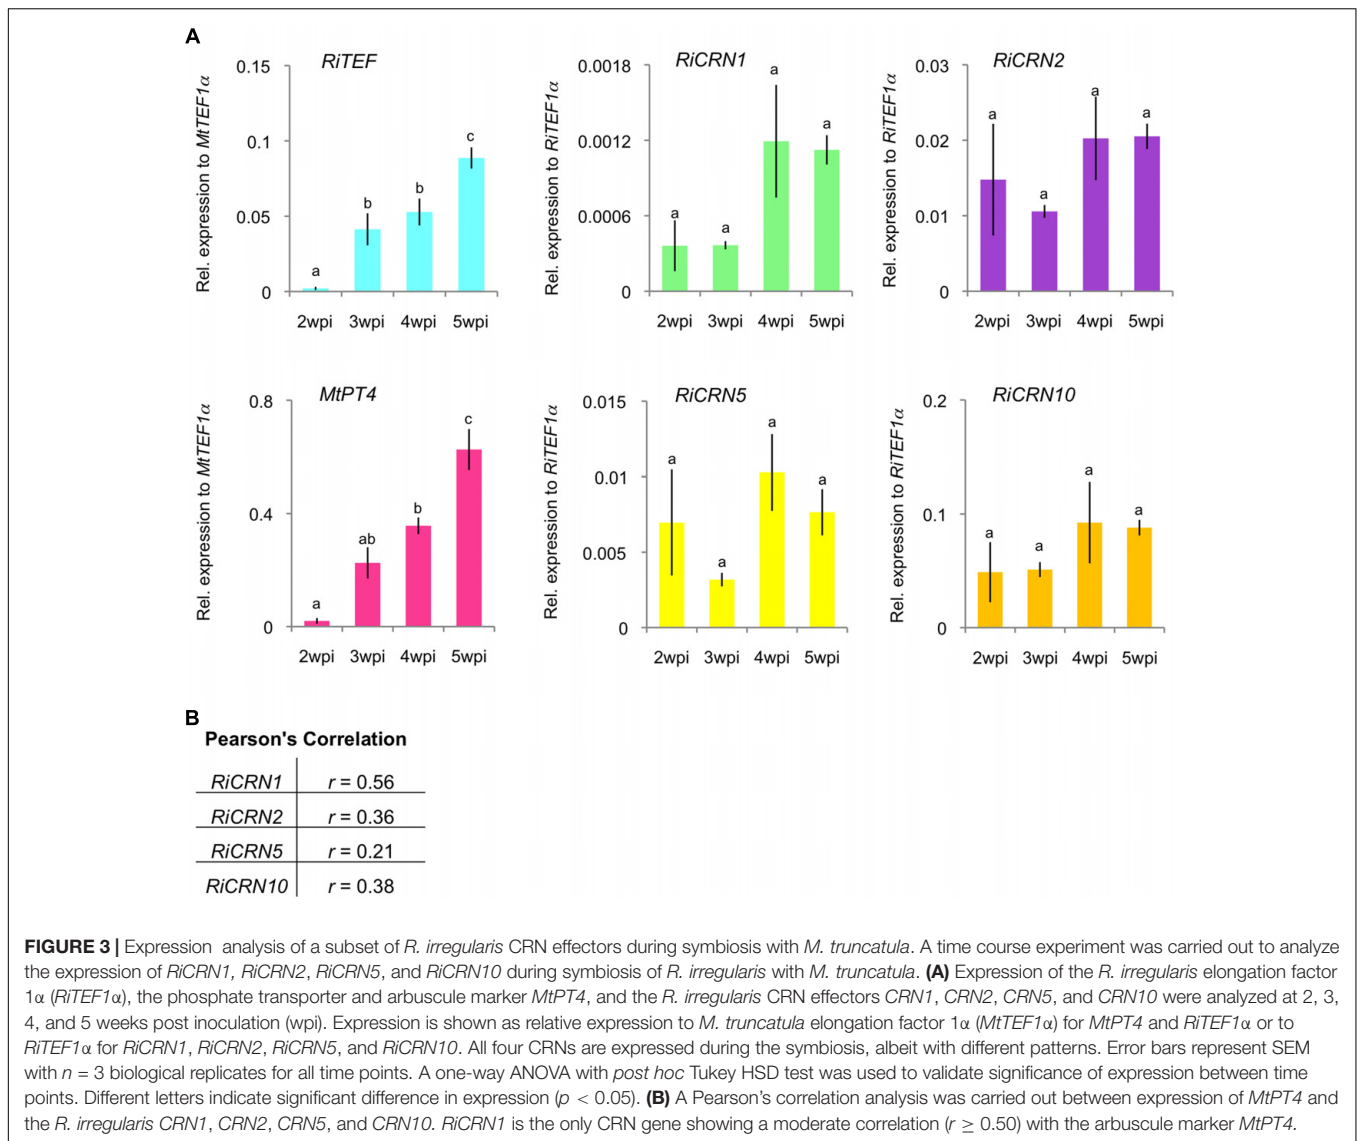 A
RiTEF
Rel. expression to MtTEF1α
0.15
0.1
0.05
0
a
b
b
c
2wpi 3wpi 4wpi 5wpi
RiCRN1
Rel. expression to RiTEF1α
0.0018
0.0012
0.0006
0
a
a
a
a
2wpi 3wpi 4wpi 5wpi
RiCRN2
Rel. expression to RiTEF1α
0.03
0.02
0.01
0
a
a
a
a
2wpi 3wpi 4wpi 5wpi
MtPT4
Rel. expression to MtTEF1α
0.8
0.4
0
a
ab
b
c
2wpi 3wpi 4wpi 5wpi
RiCRN5
Rel. expression to RiTEF1α
0.015
0.01
0.005
0
a
a
a
a
2wpi 3wpi 4wpi 5wpi
RiCRN10
Rel. expression to RiTEF1α
0.2
0.1
0
a
a
a
a
2wpi 3wpi 4wpi 5wpi
B
Pearson's Correlation
RiCRN1 r = 0.56
RiCRN2 r = 0.36
RiCRN5 r = 0.21
RiCRN10 r = 0.38
FIGURE 3 | Expression analysis of a subset of R. irregularis CRN effectors during symbiosis with M. truncatula. A time course experiment was carried out to analyze
the expression of RiCRN1, RiCRN2, RiCRN5, and RiCRN10 during symbiosis of R. irregularis with M. truncatula. (A) Expression of the R. irregularis elongation factor
1α (RiTEF1α), the phosphate transporter and arbuscule marker MtPT4, and the R. irregularis CRN effectors CRN1, CRN2, CRN5, and CRN10 were analyzed at 2, 3,
4, and 5 weeks post inoculation (wpi). Expression is shown as relative expression to M. truncatula elongation factor 1α (MtTEF1α) for MtPT4 and RiTEF1α or to
RiTEF1α for RiCRN1, RiCRN2, RiCRN5, and RiCRN10. All four CRNs are expressed during the symbiosis, albeit with different patterns. Error bars represent SEM
with n = 3 biological replicates for all time points. A one-way ANOVA with post hoc Tukey HSD test was used to validate significance of expression between time
points. Different letters indicate significant difference in expression (p < 0.05). (B) A Pearson's correlation analysis was carried out between expression of MtPT4 and
the R. irregularis CRN1, CRN2, CRN5, and CRN10. RiCRN1 is the only CRN gene showing a moderate correlation (r ≥ 0.50) with the arbuscule marker MtPT4.